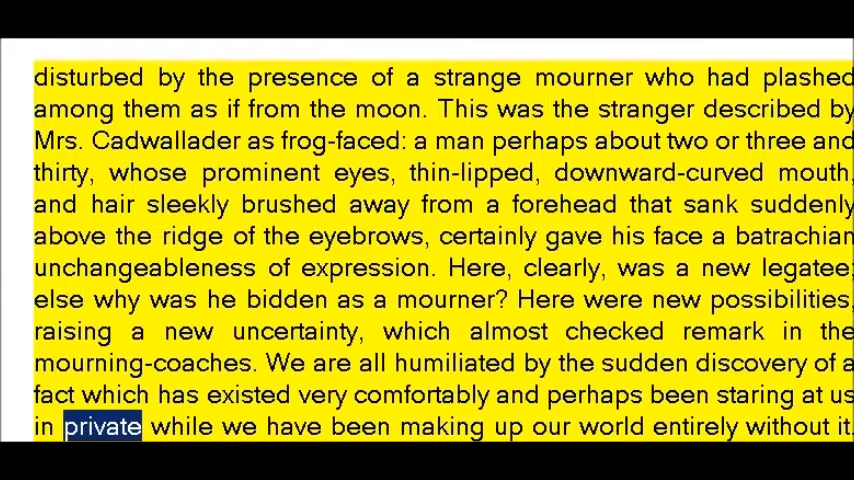 disturbed by the presence of a strange mourner who had plashed
among them as if from the moon. This was the stranger described by
Mrs. Cadwallader as frog-faced: a man perhaps about two or three and
thirty, whose prominent eyes, thin-lipped, downward-curved mouth,
and hair sleekly brushed away from a forehead that sank suddenly
above the ridge of the eyebrows, certainly gave his face a batrachian
unchangeableness of expression. Here, clearly, was a new legatee;
else why was he bidden as a mourner? Here were new possibilities,
raising a new uncertainty, which almost checked remark in the
mourning-coaches. We are all humiliated by the sudden discovery of a
fact which has existed very comfortably and perhaps been staring at us
in private while we have been making up our world entirely without it.